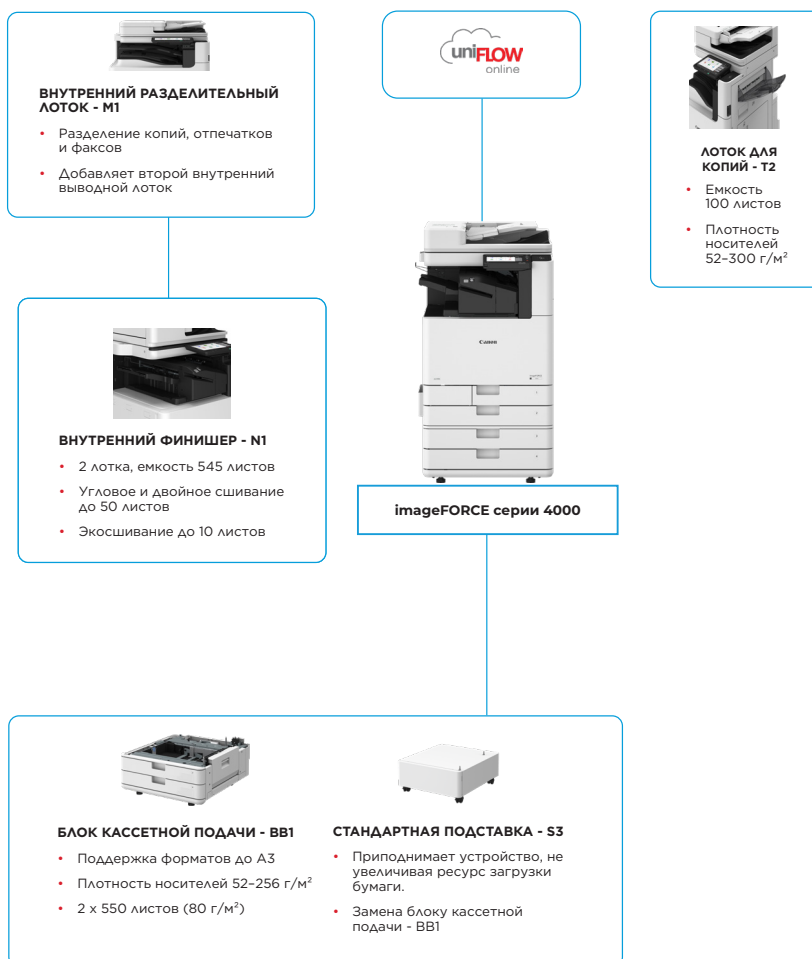 ВНУТРЕННИЙ РАЗДЕЛИТЕЛЬНЫЙ
ЛОТОК - M1
• Разделение копий, отпечатков
и факсов
• Добавляет второй внутренний
выводной лоток
uniFLOW
online
ЛОТОК ДЛЯ
КОПИЙ - T2
• Емкость
100 листов
• Плотность
носителей
52–300 г/м²
ВНУТРЕННИЙ ФИНИШЕР - N1
• 2 лотка, емкость 545 листов
• Угловое и двойное сшивание
до 50 листов
• Экосшивание до 10 листов
Canon
imageFORCE серии 4000
БЛОК КАССЕТНОЙ ПОДАЧИ - BB1
• Поддержка форматов до A3
• Плотность носителей 52–256 г/м²
• 2 x 550 листов (80 г/м²)
СТАНДАРТНАЯ ПОДСТАВКА - S3
• Приподнимает устройство, не
увеличивая ресурс загрузки
бумаги.
• Замена блоку кассетной
подачи - BB1